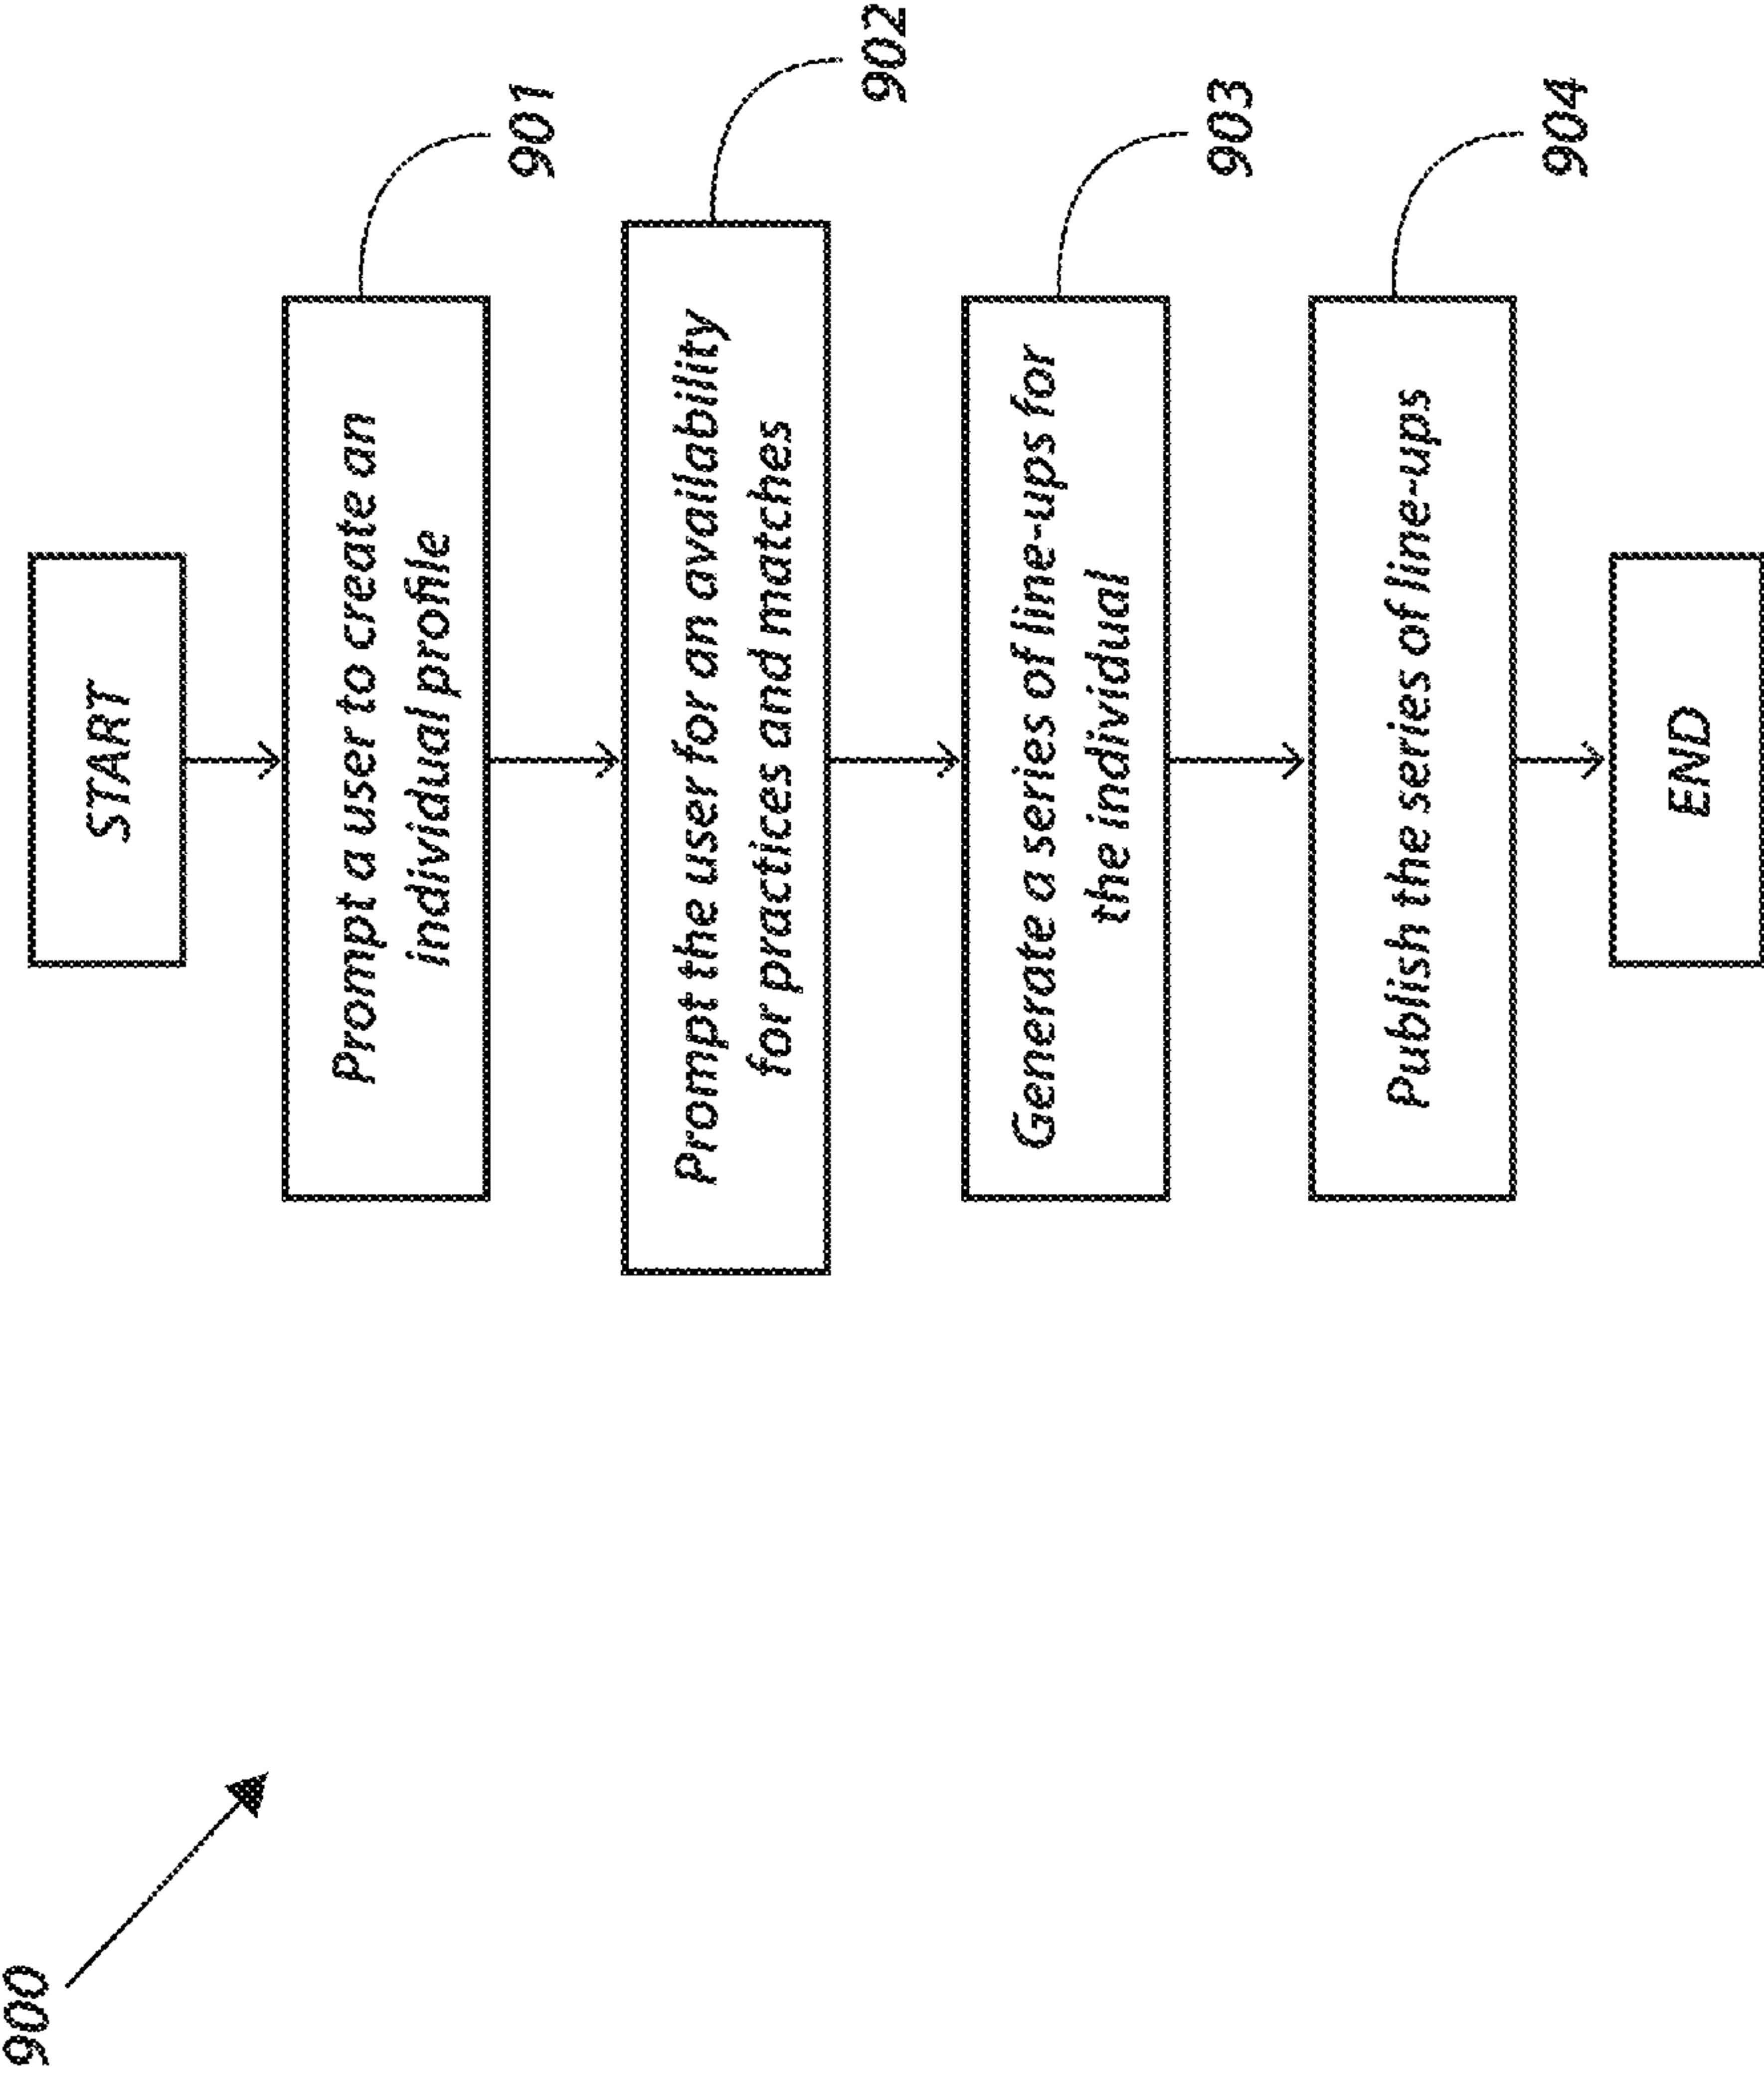 900
START
Prompt a user to create an
individual profile
901
Prompt the user for an availability
for practices and matches
902
Generate a series of line-ups for
the individual
903
Publish the series of line-ups
904
END